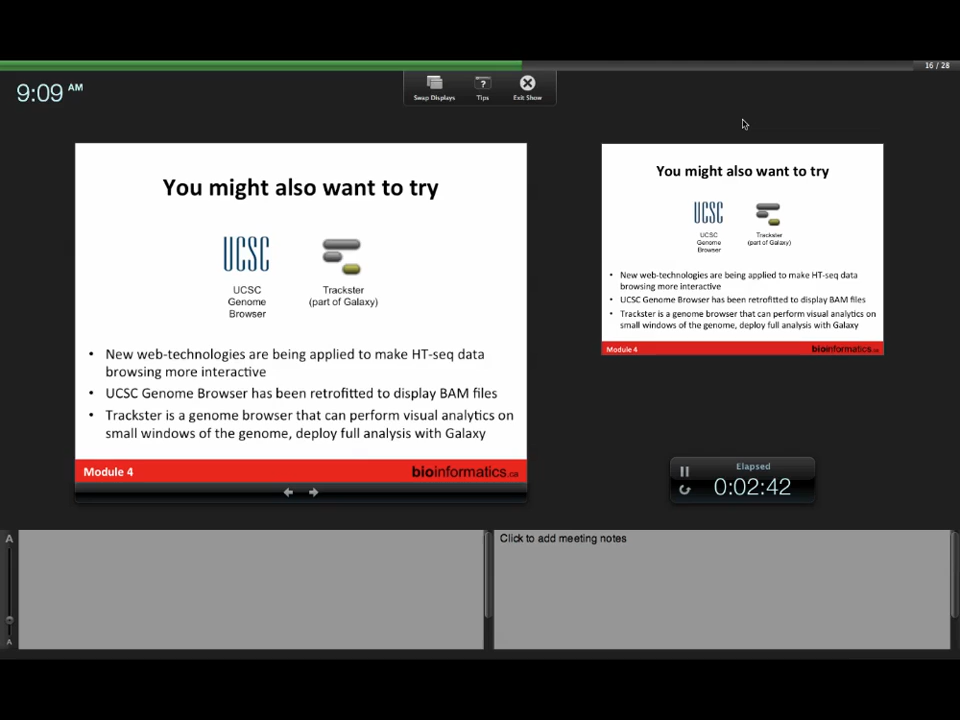 16 / 28
9:09 AM
Swap Displays
Tips
Exit Show
You might also want to try
UCSC
UCSC
Genome
Browser
Trackster
(part of Galaxy)
• New web-technologies are being applied to make HT-seq data
browsing more interactive
• UCSC Genome Browser has been retrofitted to display BAM files
• Trackster is a genome browser that can perform visual analytics on
small windows of the genome, deploy full analysis with Galaxy
Module 4
bioinformatics.ca
You might also want to try
UCSC
UCSC
Genome
Browser
Trackster
(part of Galaxy)
• New web-technologies are being applied to make HT-seq data
browsing more interactive
• UCSC Genome Browser has been retrofitted to display BAM files
• Trackster is a genome browser that can perform visual analytics on
small windows of the genome, deploy full analysis with Galaxy
Module 4
bioinformatics.ca
Elapsed
0:02:42
A
A
Click to add meeting notes